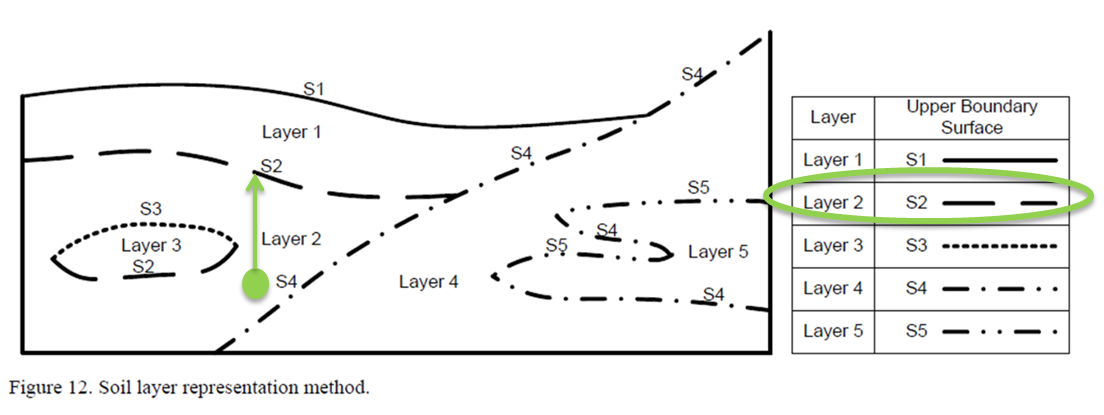 S4
S1
Layer 1
S4
S2
S5
S3
S4
Layer 2
Layer 3
S5
Layer 5
S2
S4
Layer 4
S4
Layer Upper Boundary
Surface
Layer 1 S1
Layer 2 S2
Layer 3 S3
Layer 4 S4
Layer 5 S5
Figure 12. Soil layer representation method.